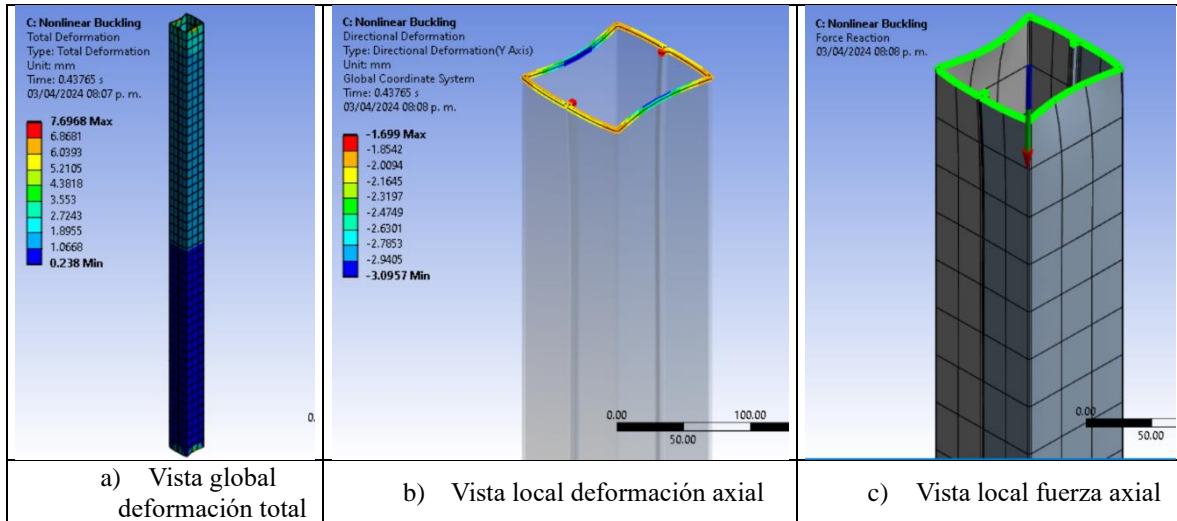 C: Nonlinear Buckling
Total Deformation
Type: Total Deformation
Unit: mm
Time: 0.43765 s
03/04/2024 08:07 p. m.
7.6968 Max
6.8681
6.0393
5.2105
4.3818
3.553
2.7243
1.8955
1.0668
0.238 Min
0.
C: Nonlinear Buckling
Directional Deformation
Type: Directional Deformation(Y Axis)
Unit: mm
Global Coordinate System
Time: 0.43765 s
03/04/2024 08:08 p. m.
-1.699 Max
-1.8542
-2.0094
-2.1645
-2.3197
-2.4749
-2.6301
-2.7853
-2.9405
-3.0957 Min
0.00
100.00
50.00
C: Nonlinear Buckling
Force Reaction
03/04/2024 08:08 p. m.
0.00
50.00
a) Vista global
deformación total
b) Vista local deformación axial
c) Vista local fuerza axial